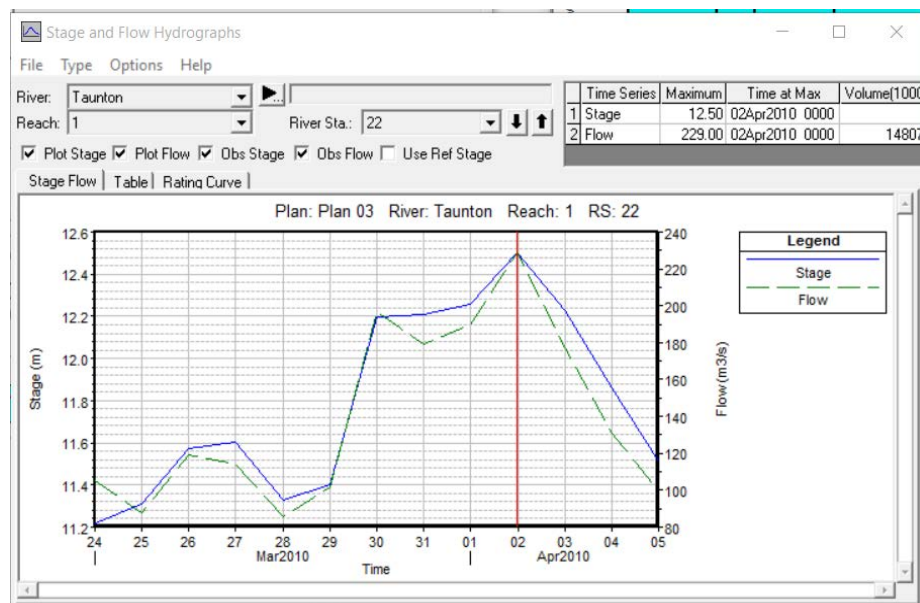 Stage and Flow Hydrographs
File Type Options Help
River: Taunton
Reach: 1 River Sta.: 22
Plot Stage Plot Flow Obs Stage Obs Flow Use Ref Stage
Time Series Maximum Time at Max Volume(1000
1 Stage 12.50 02Apr2010 0000
2 Flow 229.00 02Apr2010 0000 14807
Stage Flow Table Rating Curve
Plan: Plan 03 River: Taunton Reach: 1 RS: 22
12.6
12.4
12.2
12.0
11.8
11.6
11.4
11.2
Stage (m)
240
220
200
180
160
140
120
100
80
Flow (m3/s)
Legend
Stage
Flow
24 25 26 27 28 29 30 31 01 02 03 04 05
Mar2010 Apr2010
Time